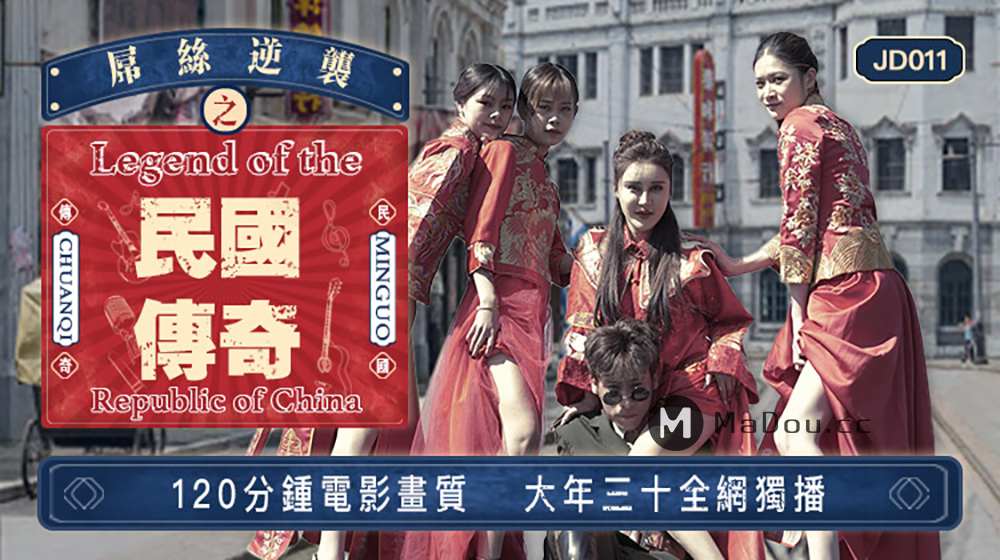 屌絲逆襲
之
JD011
Legend of the
民國
傳奇
Republic of China
傳
CHUANQI
奇
民
MINGUO
國
M MaDou.cc
120分鍾電影畫質 大年三十全網獨播